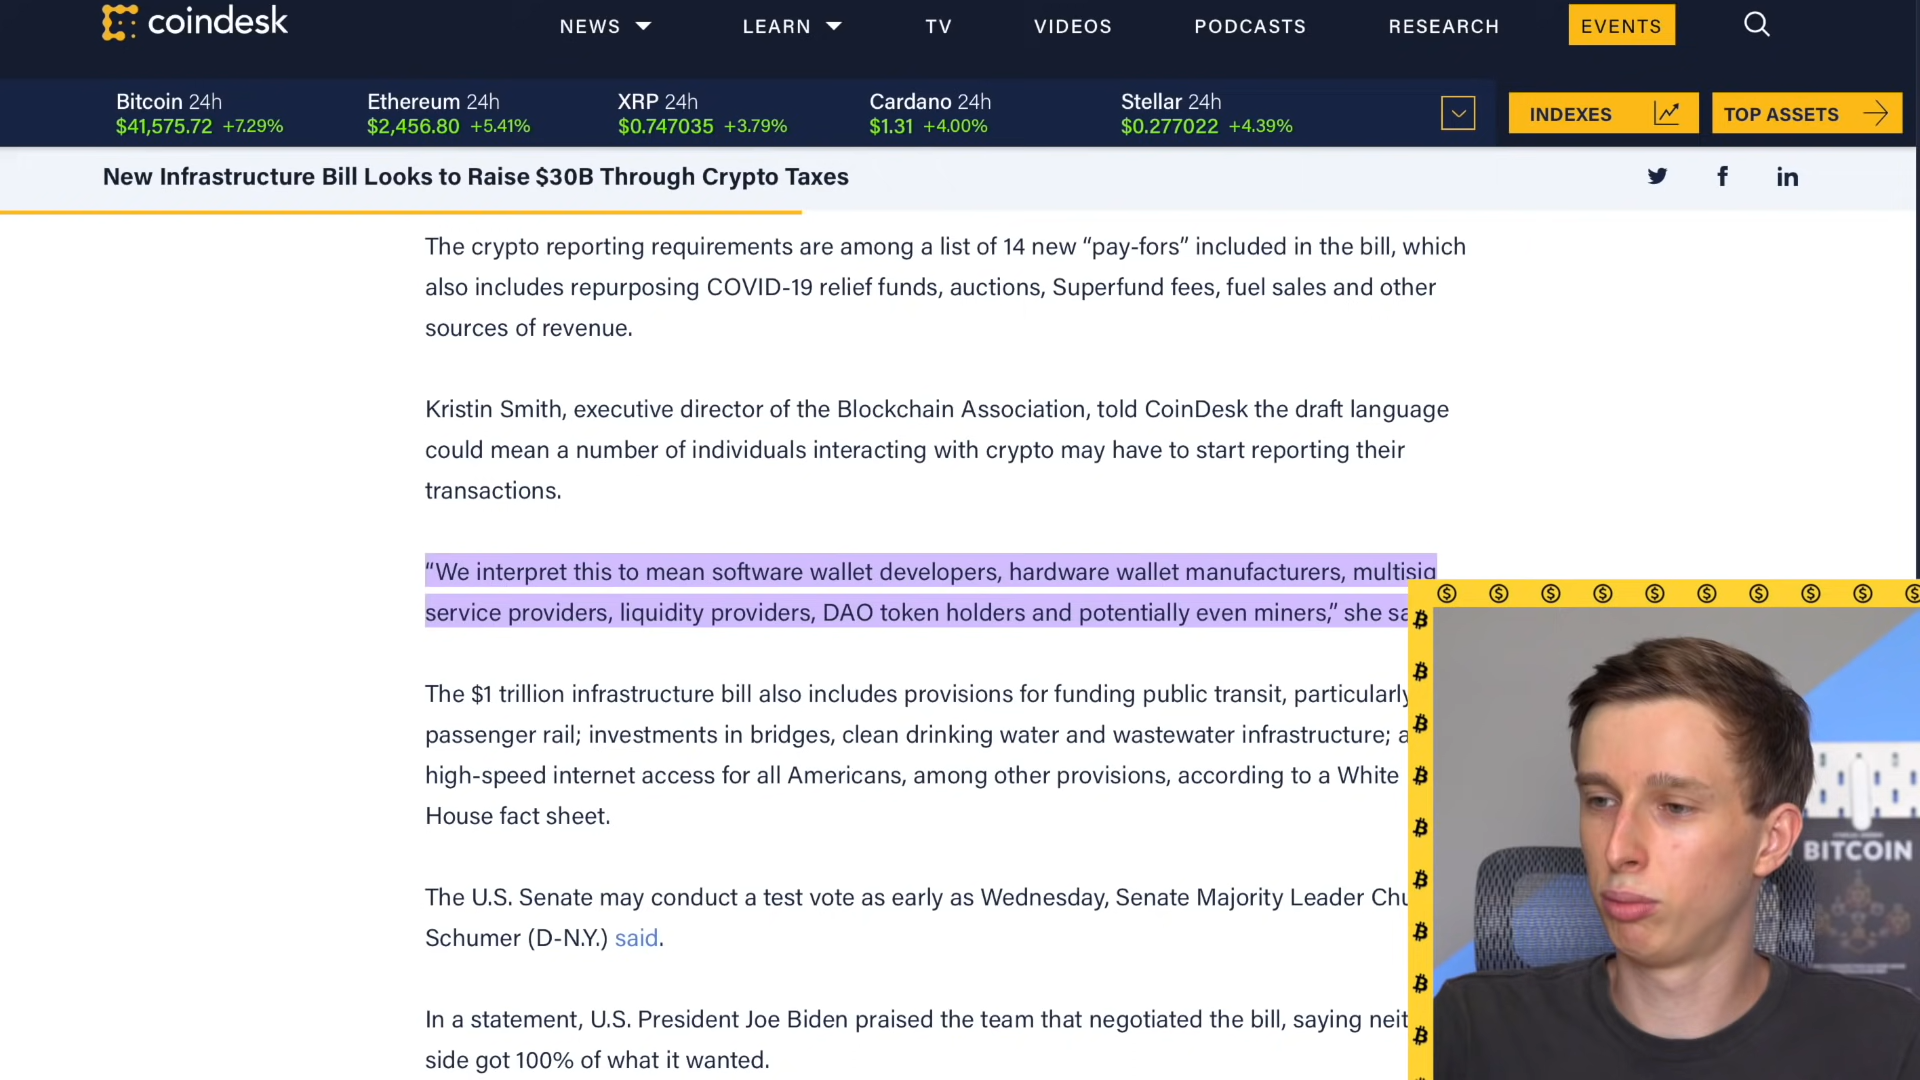 coindesk
NEWS
LEARN
TV
VIDEOS
PODCASTS
RESEARCH
EVENTS
Bitcoin 24h
$41,575.72 +7.29%
Ethereum 24h
$2,456.80 +5.41%
XRP 24h
$0.747035 +3.79%
Cardano 24h
$1.31 +4.00%
Stellar 24h
$0.277022 +4.39%
INDEXES
TOP ASSETS
New Infrastructure Bill Looks to Raise $30B Through Crypto Taxes
The crypto reporting requirements are among a list of 14 new “pay-fors” included in the bill, which
also includes repurposing COVID-19 relief funds, auctions, Superfund fees, fuel sales and other
sources of revenue.
Kristin Smith, executive director of the Blockchain Association, told CoinDesk the draft language
could mean a number of individuals interacting with crypto may have to start reporting their
transactions.
“We interpret this to mean software wallet developers, hardware wallet manufacturers, multisig
service providers, liquidity providers, DAO token holders and potentially even miners,” she
The $1 trillion infrastructure bill also includes provisions for funding public transit, particularly
passenger rail; investments in bridges, clean drinking water and wastewater infrastructure;
high-speed internet access for all Americans, among other provisions, according to a White
House fact sheet.
The U.S. Senate may conduct a test vote as early as Wednesday, Senate Majority Leader
Schumer (D-N.Y.) said.
In a statement, U.S. President Joe Biden praised the team that negotiated the bill, saying
side got 100% of what it wanted.
BITCOIN